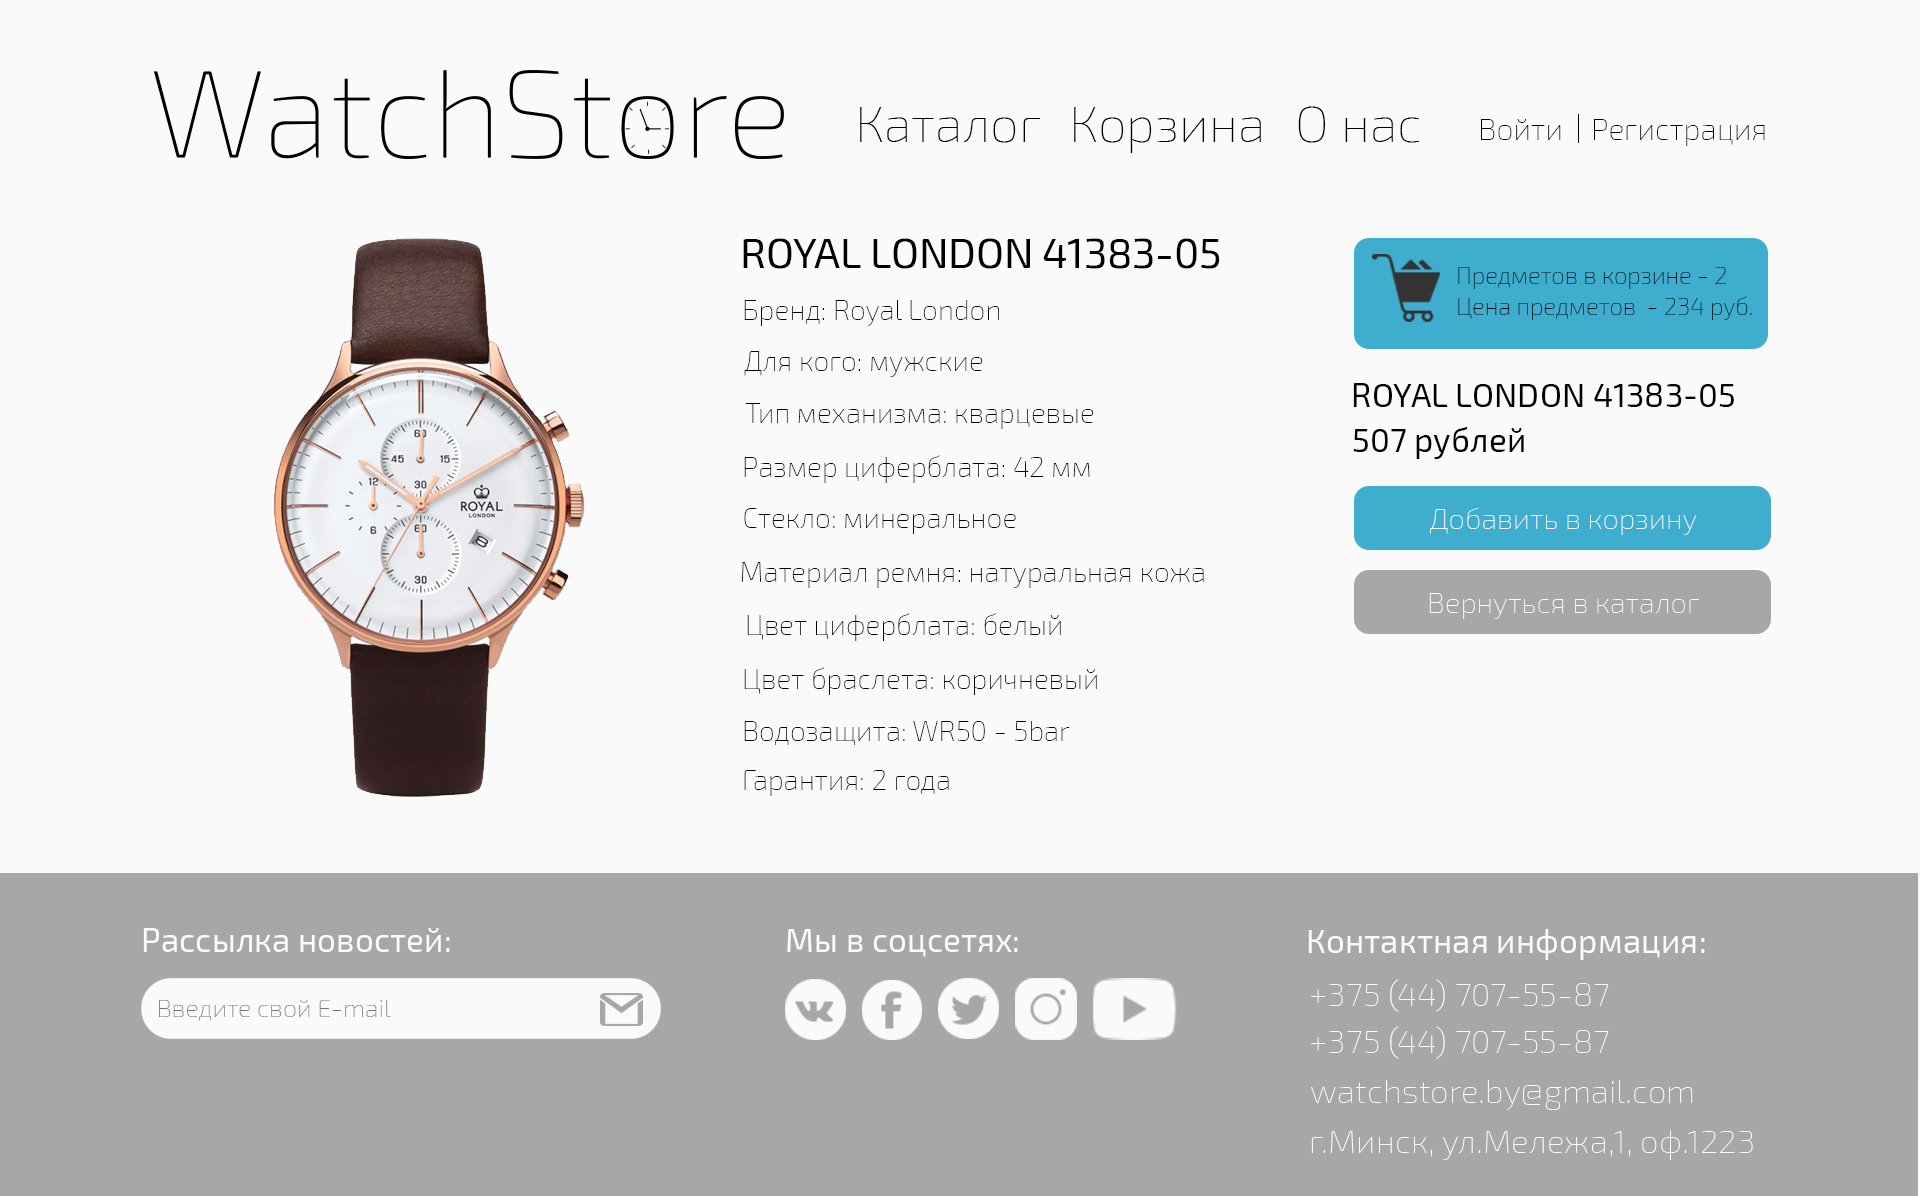 WatchStore
Каталог Корзина О нас Войти | Регистрация
ROYAL LONDON 41383-05
Бренд: Royal London
Для кого: мужские
Тип механизма: кварцевые
Размер циферблата: 42 мм
Стекло: минеральное
Материал ремня: натуральная кожа
Цвет циферблата: белый
Цвет браслета: коричневый
Водозащита: WR50 - 5bar
Гарантия: 2 года
60
45 15
30
12
6
ROYAL
LONDON
60
8
30
Предметов в корзине - 2
Цена предметов - 234 руб.
ROYAL LONDON 41383-05
507 рублей
Добавить в корзину
Вернуться в каталог
Рассылка новостей:
Введите свой E-mail
Мы в соцсетях:
Контактная информация:
+375 (44) 707-55-87
+375 (44) 707-55-87
watchstore.by@gmail.com
г.Минск, ул.Мележа,1, оф.1223